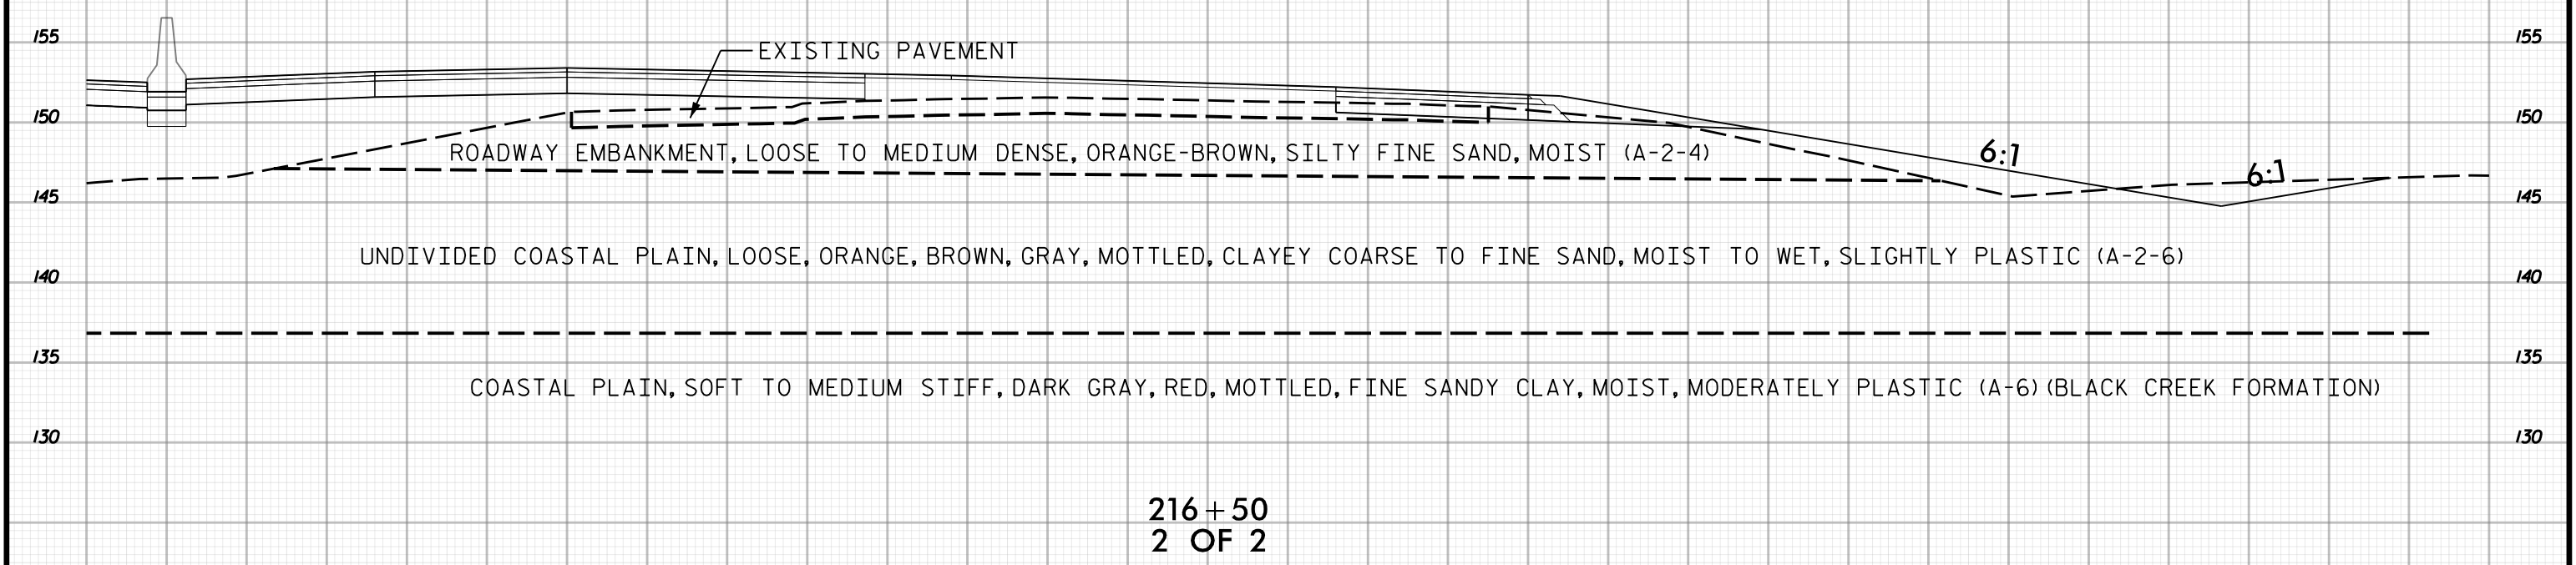 155 155
EXISTING PAVEMENT
150 150
ROADWAY EMBANKMENT, LOOSE TO MEDIUM DENSE, ORANGE-BROWN, SILTY FINE SAND, MOIST (A-2-4)
6:1
6:1
145 145
UNDIVIDED COASTAL PLAIN, LOOSE, ORANGE, BROWN, GRAY, MOTTLED, CLAYEY COARSE TO FINE SAND, MOIST TO WET, SLIGHTLY PLASTIC (A-2-6)
140 140
135 135
COASTAL PLAIN, SOFT TO MEDIUM STIFF, DARK GRAY, RED, MOTTLED, FINE SANDY CLAY, MOIST, MODERATELY PLASTIC (A-6) (BLACK CREEK FORMATION)
130 130
216+50
2 OF 2